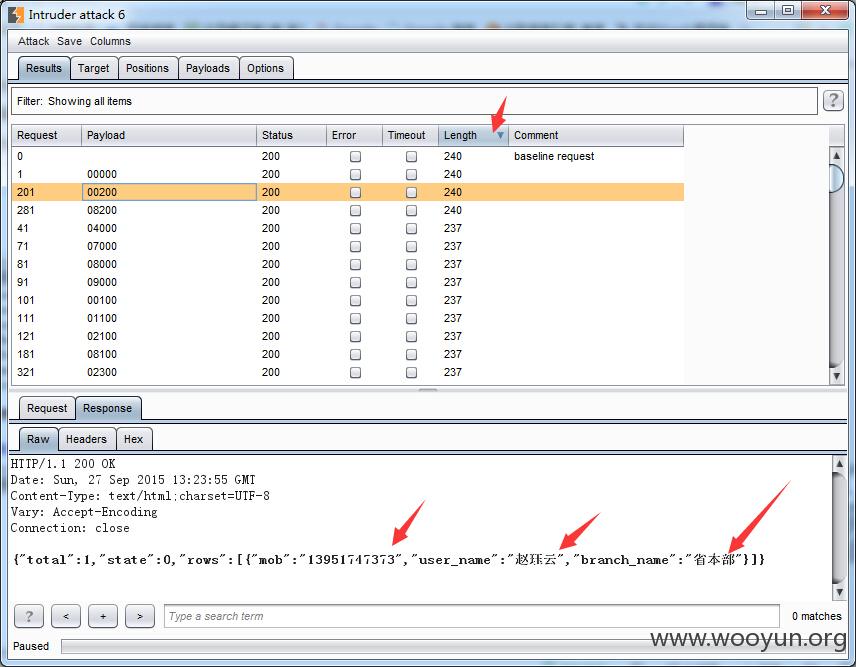 Intruder attack 6
Attack Save Columns
Results Target Positions Payloads Options
Filter: Showing all items ?
Request Payload Status Error Timeout Length Comment
0 200 240 baseline request
1 00000 200 240
201 00200 200 240
281 08200 200 240
41 04000 200 237
71 07000 200 237
81 08000 200 237
91 09000 200 237
101 00100 200 237
111 01100 200 237
121 02100 200 237
181 08100 200 237
321 02300 200 237
Request Response
Raw Headers Hex
HTTP/1.1 200 OK
Date: Sun, 27 Sep 2015 13:23:55 GMT
Content-Type: text/html;charset=UTF-8
Vary: Accept-Encoding
Connection: close
{"total":1,"state":0,"rows":[{"mob":"13951747373","user_name":"赵珏云","branch_name":"省本部"}]}
? < + > Type a search term 0 matches
Paused
www.wooyun.org